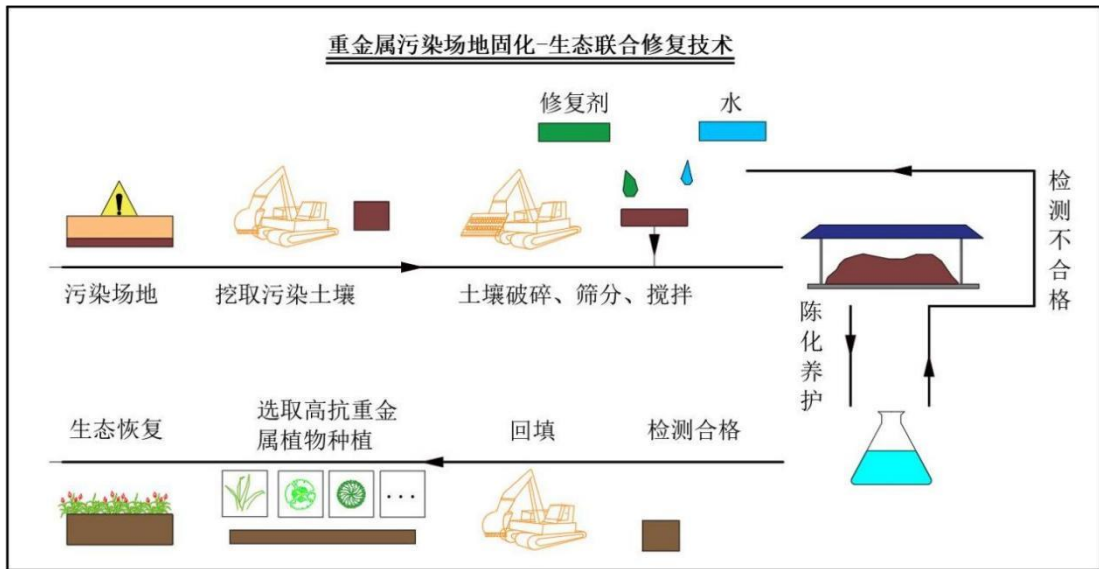 重金属污染场地固化-生态联合修复技术
修复剂
水
检测不合格
污染场地
挖取污染土壤
土壤破碎、筛分、搅拌
陈化养护
生态恢复
选取高抗重金
属植物种植
回填
检测合格